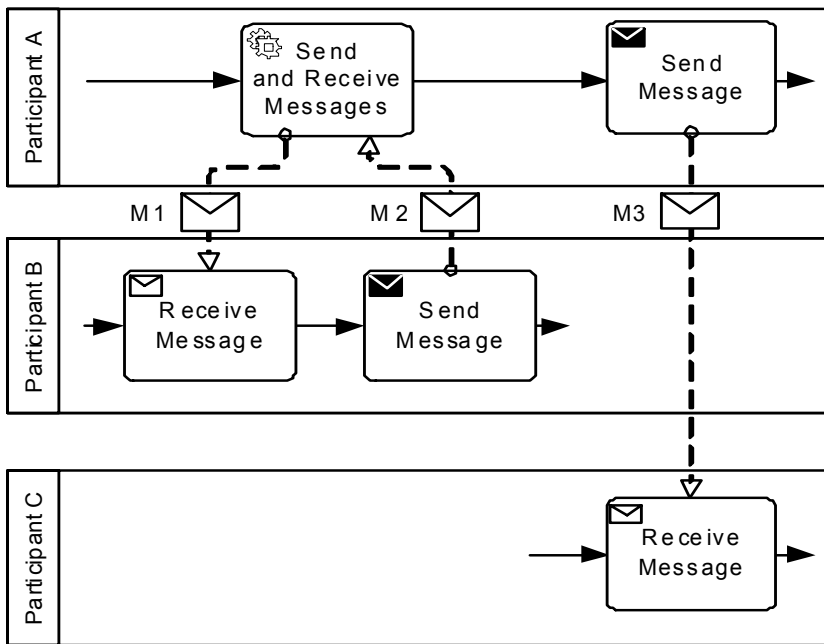 Participant A
Send
and Receive
Messages
Send
Message
M1
M2
M3
Participant B
Receive
Message
Send
Message
Participant C
Receive
Message